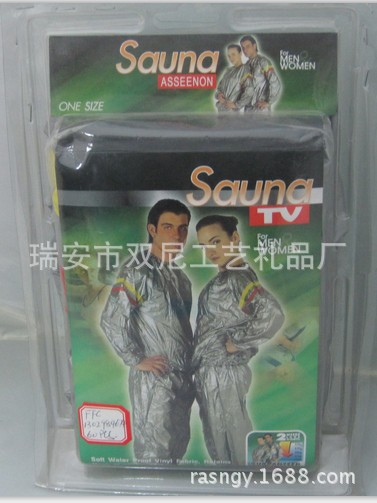 Sauna
ASSEENON
For
MEN &
WOMEN
ONE SIZE
Sauna
TV
For
MEN &
WOMEN
瑞安市双尼工艺礼品厂
Soft Water Proof Vinyl Fabric, Retains
rasngy.1688.com